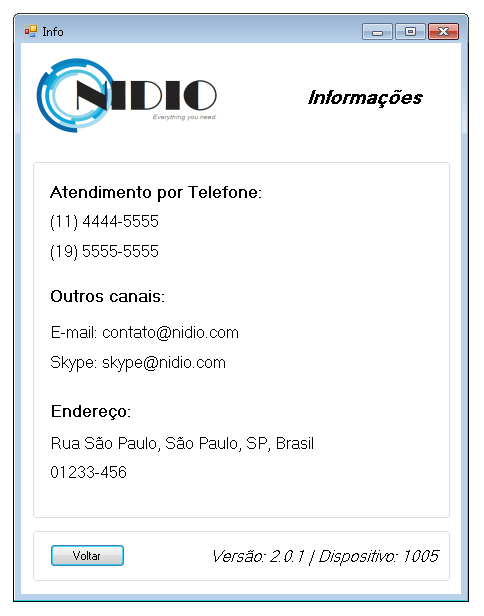 Info
NIDIO
Everything you need.
Informações
Atendimento por Telefone:
(11) 4444-5555
(19) 5555-5555
Outros canais:
E-mail: contato@nidio.com
Skype: skype@nidio.com
Endereço:
Rua São Paulo, São Paulo, SP, Brasil
01233-456
Voltar
Versão: 2.0.1 | Dispositivo: 1005